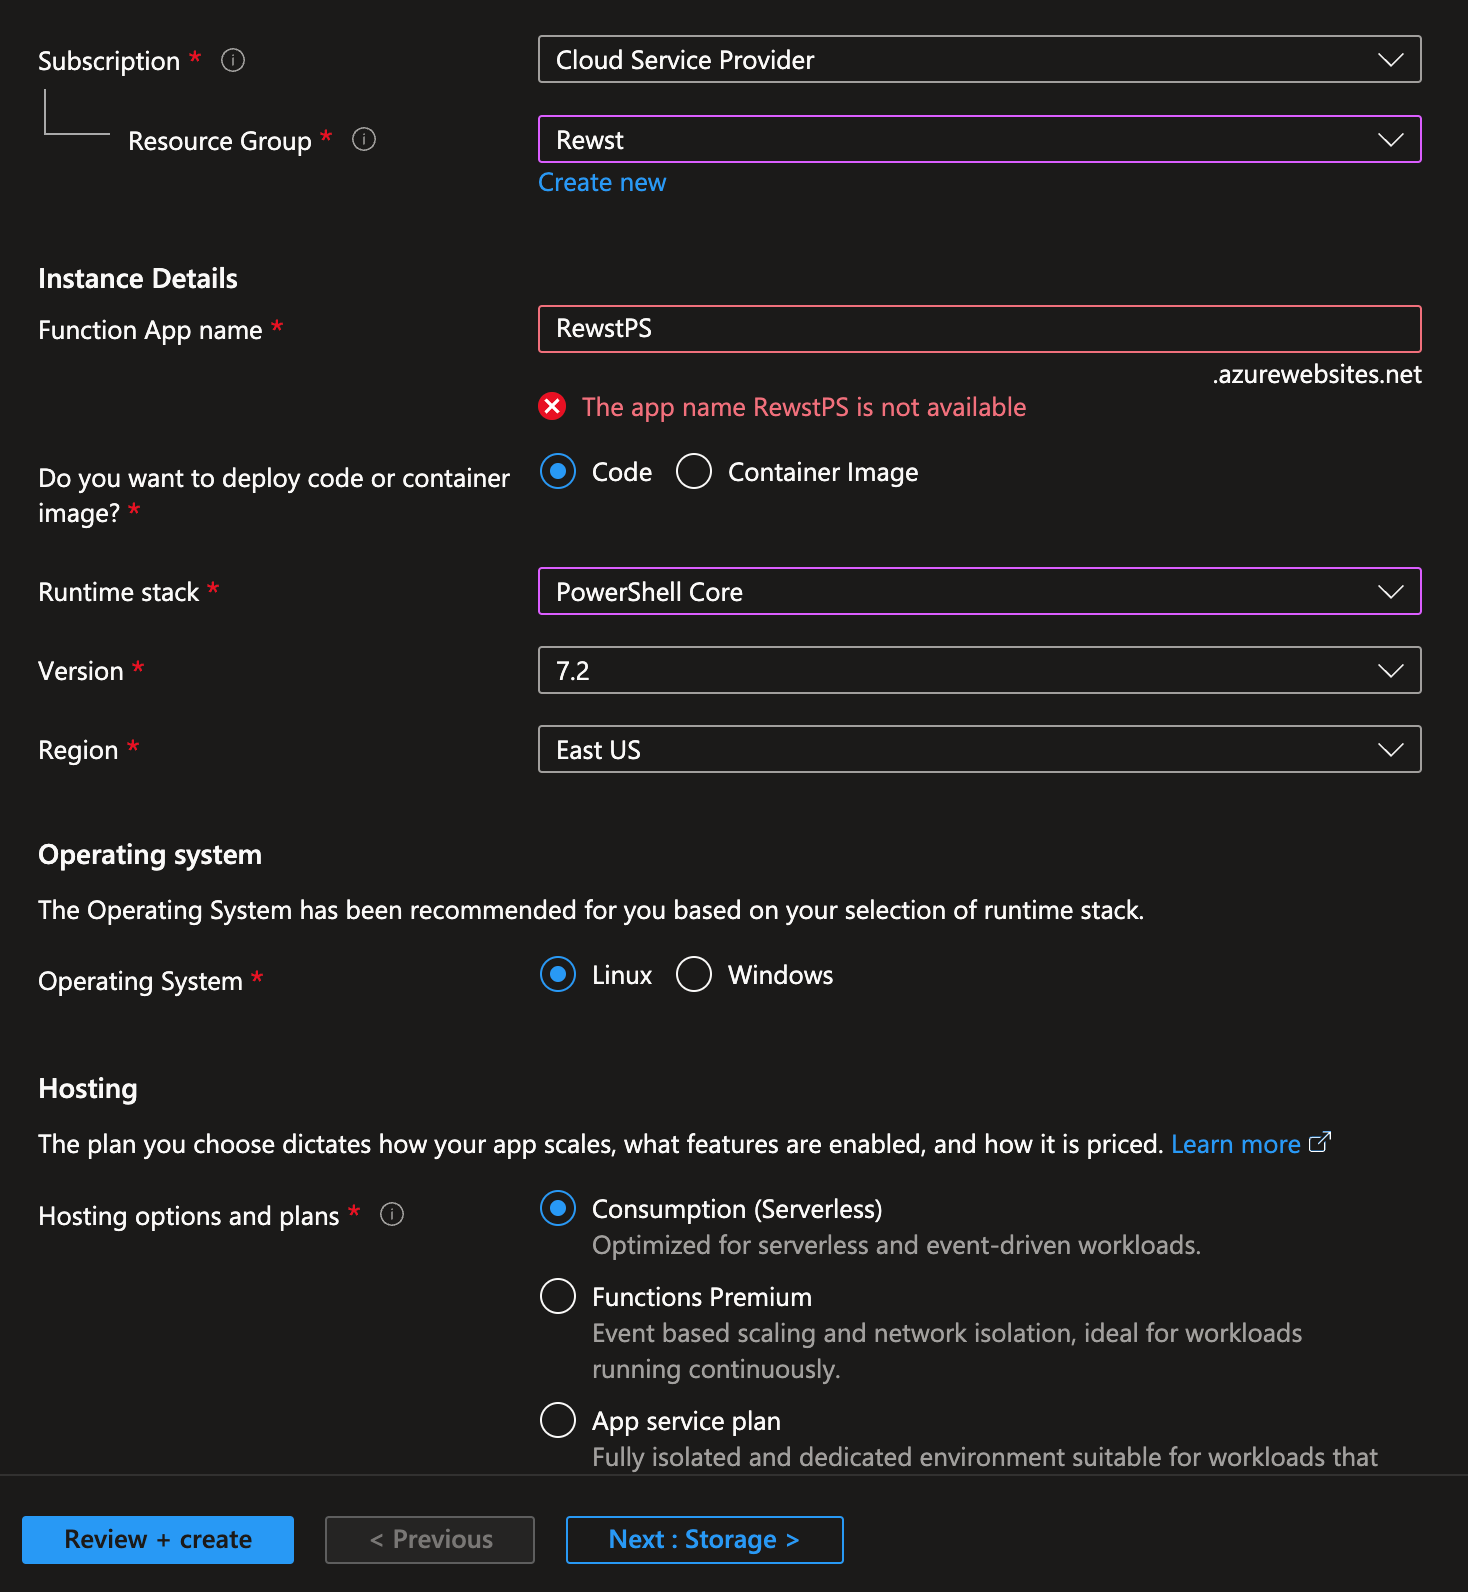 Subscription *
Cloud Service Provider
Resource Group *
Rewst
Create new
Instance Details
Function App name *
RewstPS
.azurewebsites.net
The app name RewstPS is not available
Do you want to deploy code or container
image? *
Code
Container Image
Runtime stack *
PowerShell Core
Version *
7.2
Region *
East US
Operating system
The Operating System has been recommended for you based on your selection of runtime stack.
Operating System *
Linux
Windows
Hosting
The plan you choose dictates how your app scales, what features are enabled, and how it is priced. Learn more
Hosting options and plans *
Consumption (Serverless)
Optimized for serverless and event-driven workloads.
Functions Premium
Event based scaling and network isolation, ideal for workloads
running continuously.
App service plan
Fully isolated and dedicated environment suitable for workloads that
Review + create
< Previous
Next : Storage >